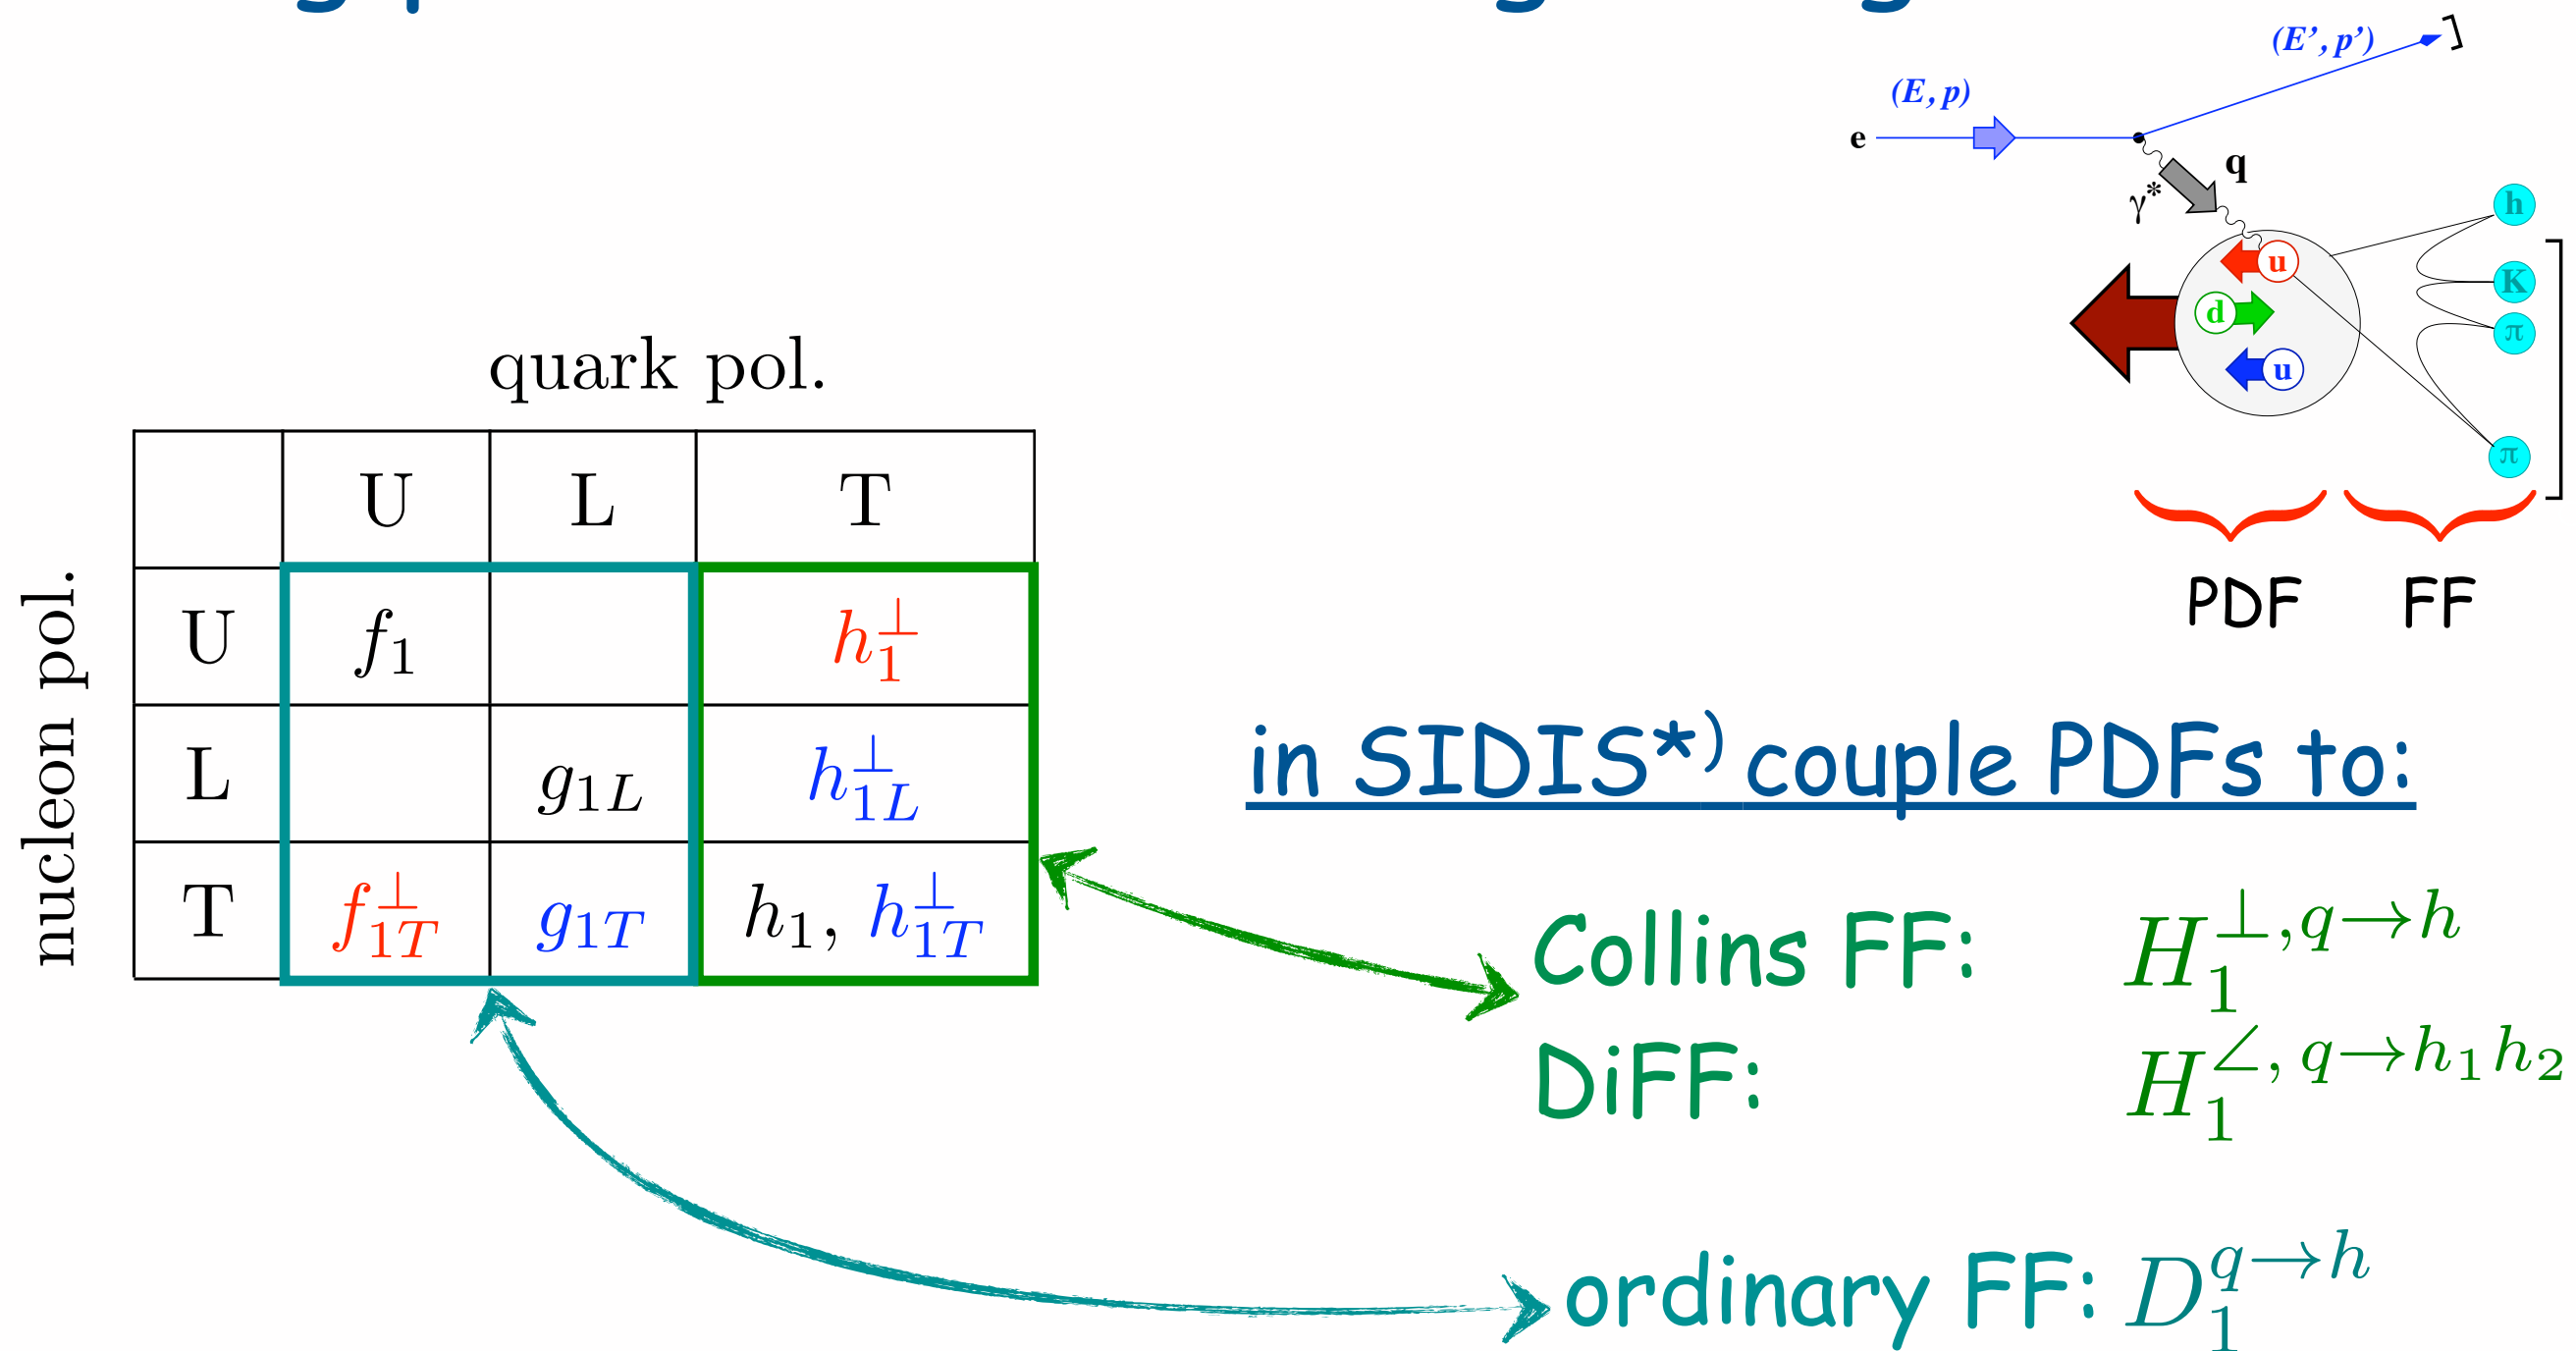 (E', p')
(E, p)
e
q
γ*
h
u
K
d
π
u
π
PDF FF
quark pol.
nucleon pol.
U L T
U f₁ h₁^⊥
L g₁L h₁L^⊥
T f₁T^⊥ g₁T h₁, h₁T^⊥
in SIDIS*) couple PDFs to:
Collins FF: H₁^⊥,q→h
DiFF: H₁^∠, q→h₁h₂
ordinary FF: D₁^q→h